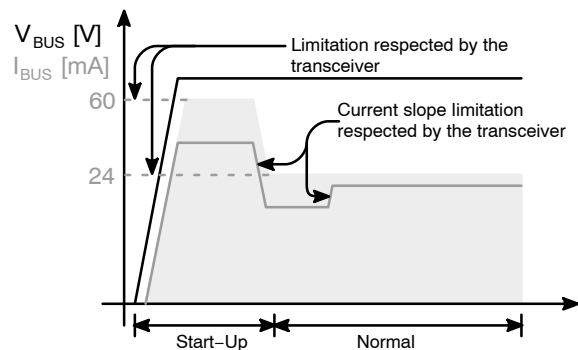 V_BUS [V]
I_BUS [mA]
Limitation respected by the
transceiver
60
Current slope limitation
respected by the transceiver
24
Start−Up
Normal